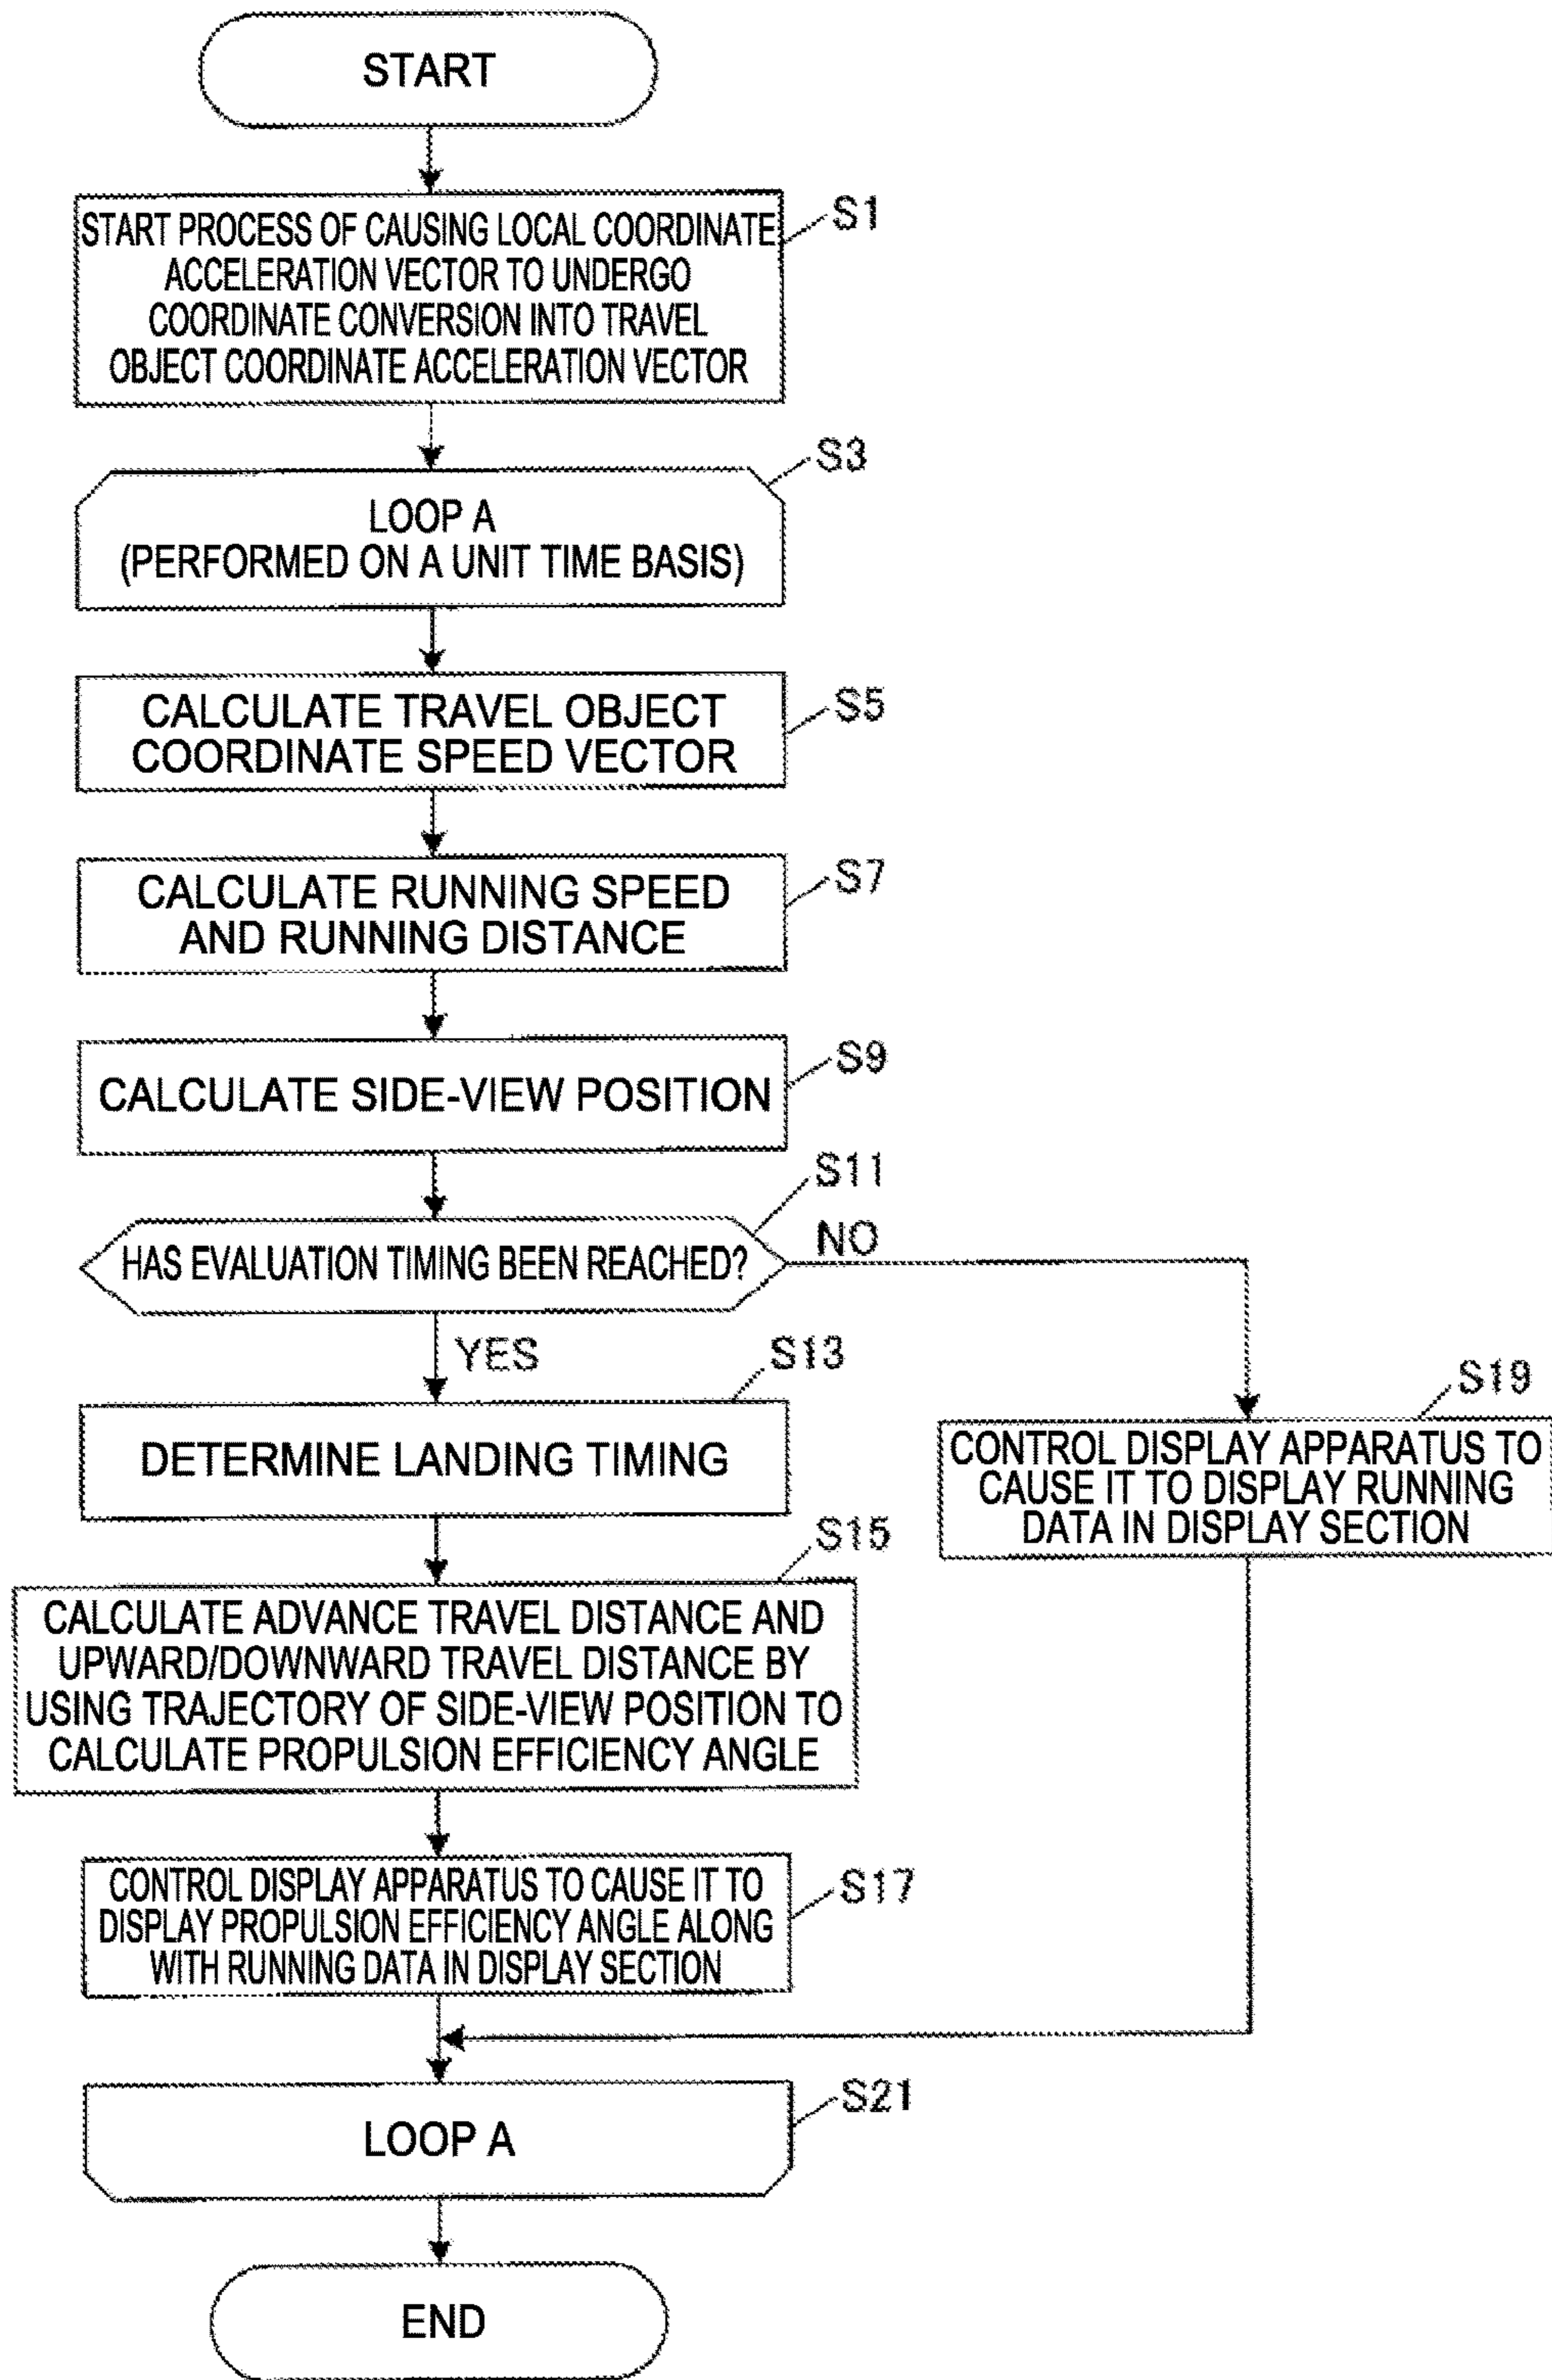 START
S1
START PROCESS OF CAUSING LOCAL COORDINATE
ACCELERATION VECTOR TO UNDERGO
COORDINATE CONVERSION INTO TRAVEL
OBJECT COORDINATE ACCELERATION VECTOR
S3
LOOP A
(PERFORMED ON A UNIT TIME BASIS)
S5
CALCULATE TRAVEL OBJECT
COORDINATE SPEED VECTOR
S7
CALCULATE RUNNING SPEED
AND RUNNING DISTANCE
S9
CALCULATE SIDE-VIEW POSITION
S11
HAS EVALUATION TIMING BEEN REACHED?
NO
YES
S13
DETERMINE LANDING TIMING
S19
CONTROL DISPLAY APPARATUS TO
CAUSE IT TO DISPLAY RUNNING
DATA IN DISPLAY SECTION
S15
CALCULATE ADVANCE TRAVEL DISTANCE AND
UPWARD/DOWNWARD TRAVEL DISTANCE BY
USING TRAJECTORY OF SIDE-VIEW POSITION TO
CALCULATE PROPULSION EFFICIENCY ANGLE
S17
CONTROL DISPLAY APPARATUS TO CAUSE IT TO
DISPLAY PROPULSION EFFICIENCY ANGLE ALONG
WITH RUNNING DATA IN DISPLAY SECTION
S21
LOOP A
END